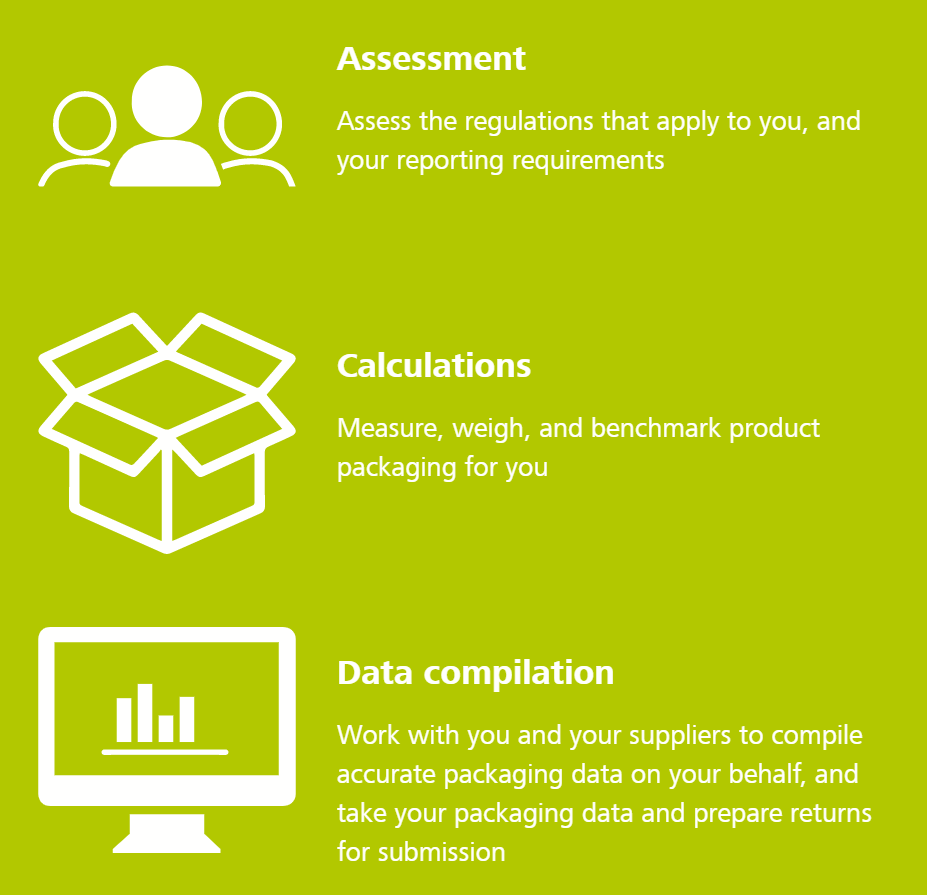 Assessment
Assess the regulations that apply to you, and
your reporting requirements
Calculations
Measure, weigh, and benchmark product
packaging for you
Data compilation
Work with you and your suppliers to compile
accurate packaging data on your behalf, and
take your packaging data and prepare returns
for submission